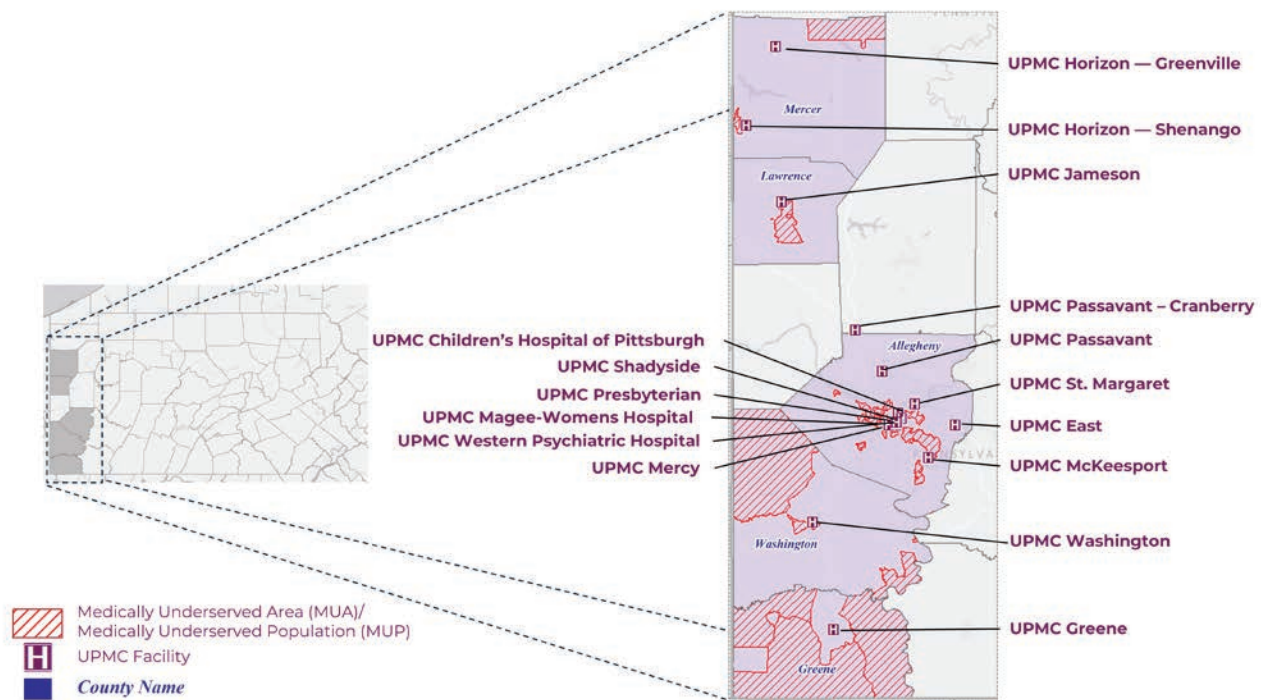 UPMC Horizon — Greenville
Mercer
UPMC Horizon — Shenango
Lawrence
UPMC Jameson
UPMC Passavant – Cranberry
UPMC Children's Hospital of Pittsburgh
Allegheny
UPMC Passavant
UPMC Shadyside
UPMC St. Margaret
UPMC Presbyterian
UPMC Magee-Womens Hospital
UPMC East
UPMC Western Psychiatric Hospital
UPMC McKeesport
UPMC Mercy
UPMC Washington
Washington
UPMC Greene
Greene
Medically Underserved Area (MUA)/
Medically Underserved Population (MUP)
H UPMC Facility
County Name